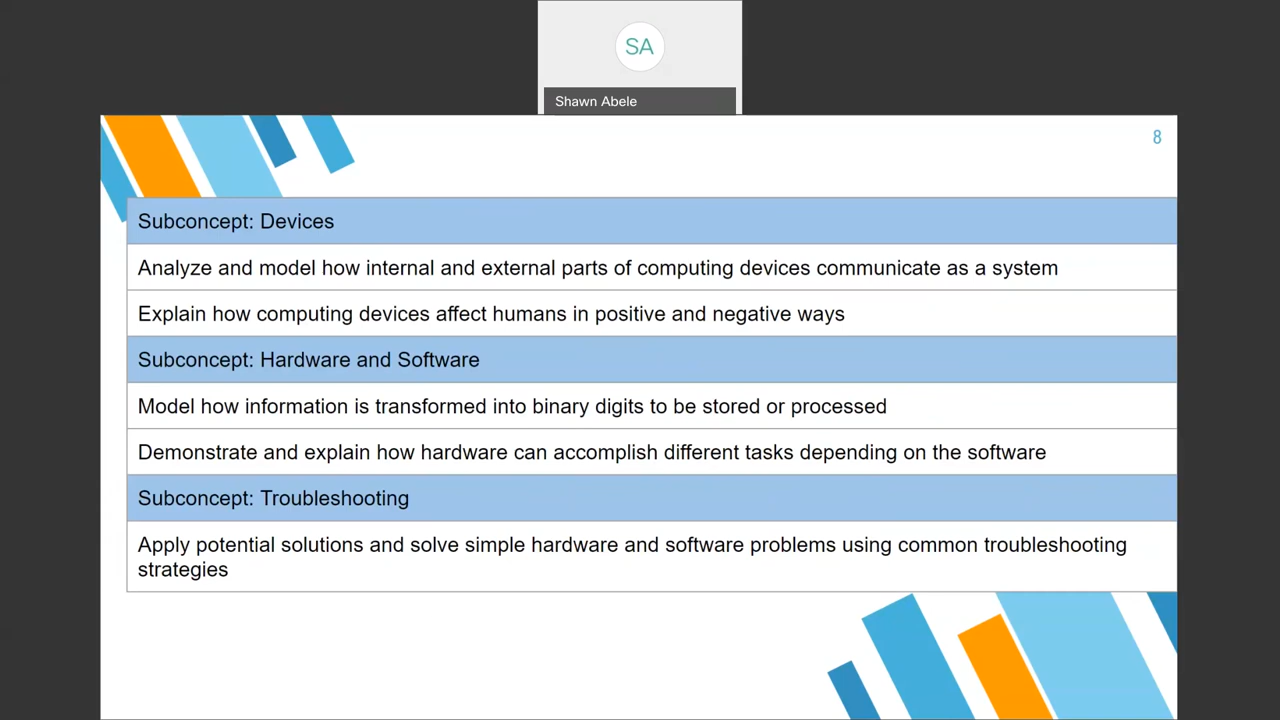 SA
Shawn Abele
8
Subconcept: Devices
Analyze and model how internal and external parts of computing devices communicate as a system
Explain how computing devices affect humans in positive and negative ways
Subconcept: Hardware and Software
Model how information is transformed into binary digits to be stored or processed
Demonstrate and explain how hardware can accomplish different tasks depending on the software
Subconcept: Troubleshooting
Apply potential solutions and solve simple hardware and software problems using common troubleshooting
strategies